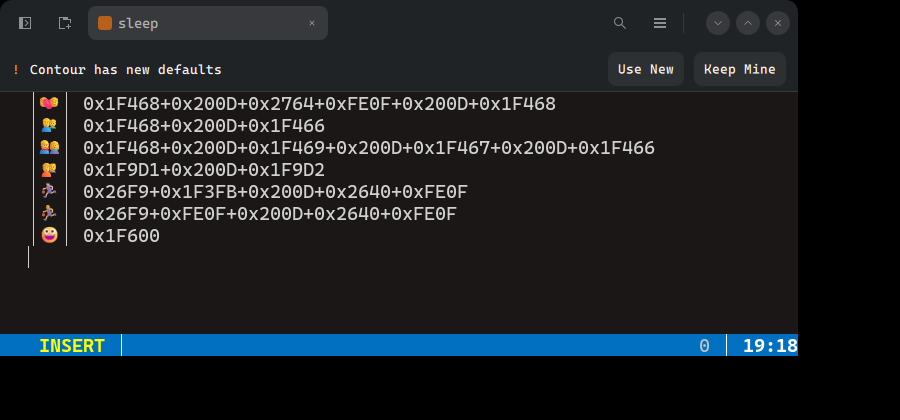 sleep
! Contour has new defaults
Use New
Keep Mine
0x1F468+0x200D+0x2764+0xFE0F+0x200D+0x1F468
0x1F468+0x200D+0x1F466
0x1F468+0x200D+0x1F469+0x200D+0x1F467+0x200D+0x1F466
0x1F9D1+0x200D+0x1F9D2
0x26F9+0x1F3FB+0x200D+0x2640+0xFE0F
0x26F9+0xFE0F+0x200D+0x2640+0xFE0F
0x1F600
INSERT
0
19:18